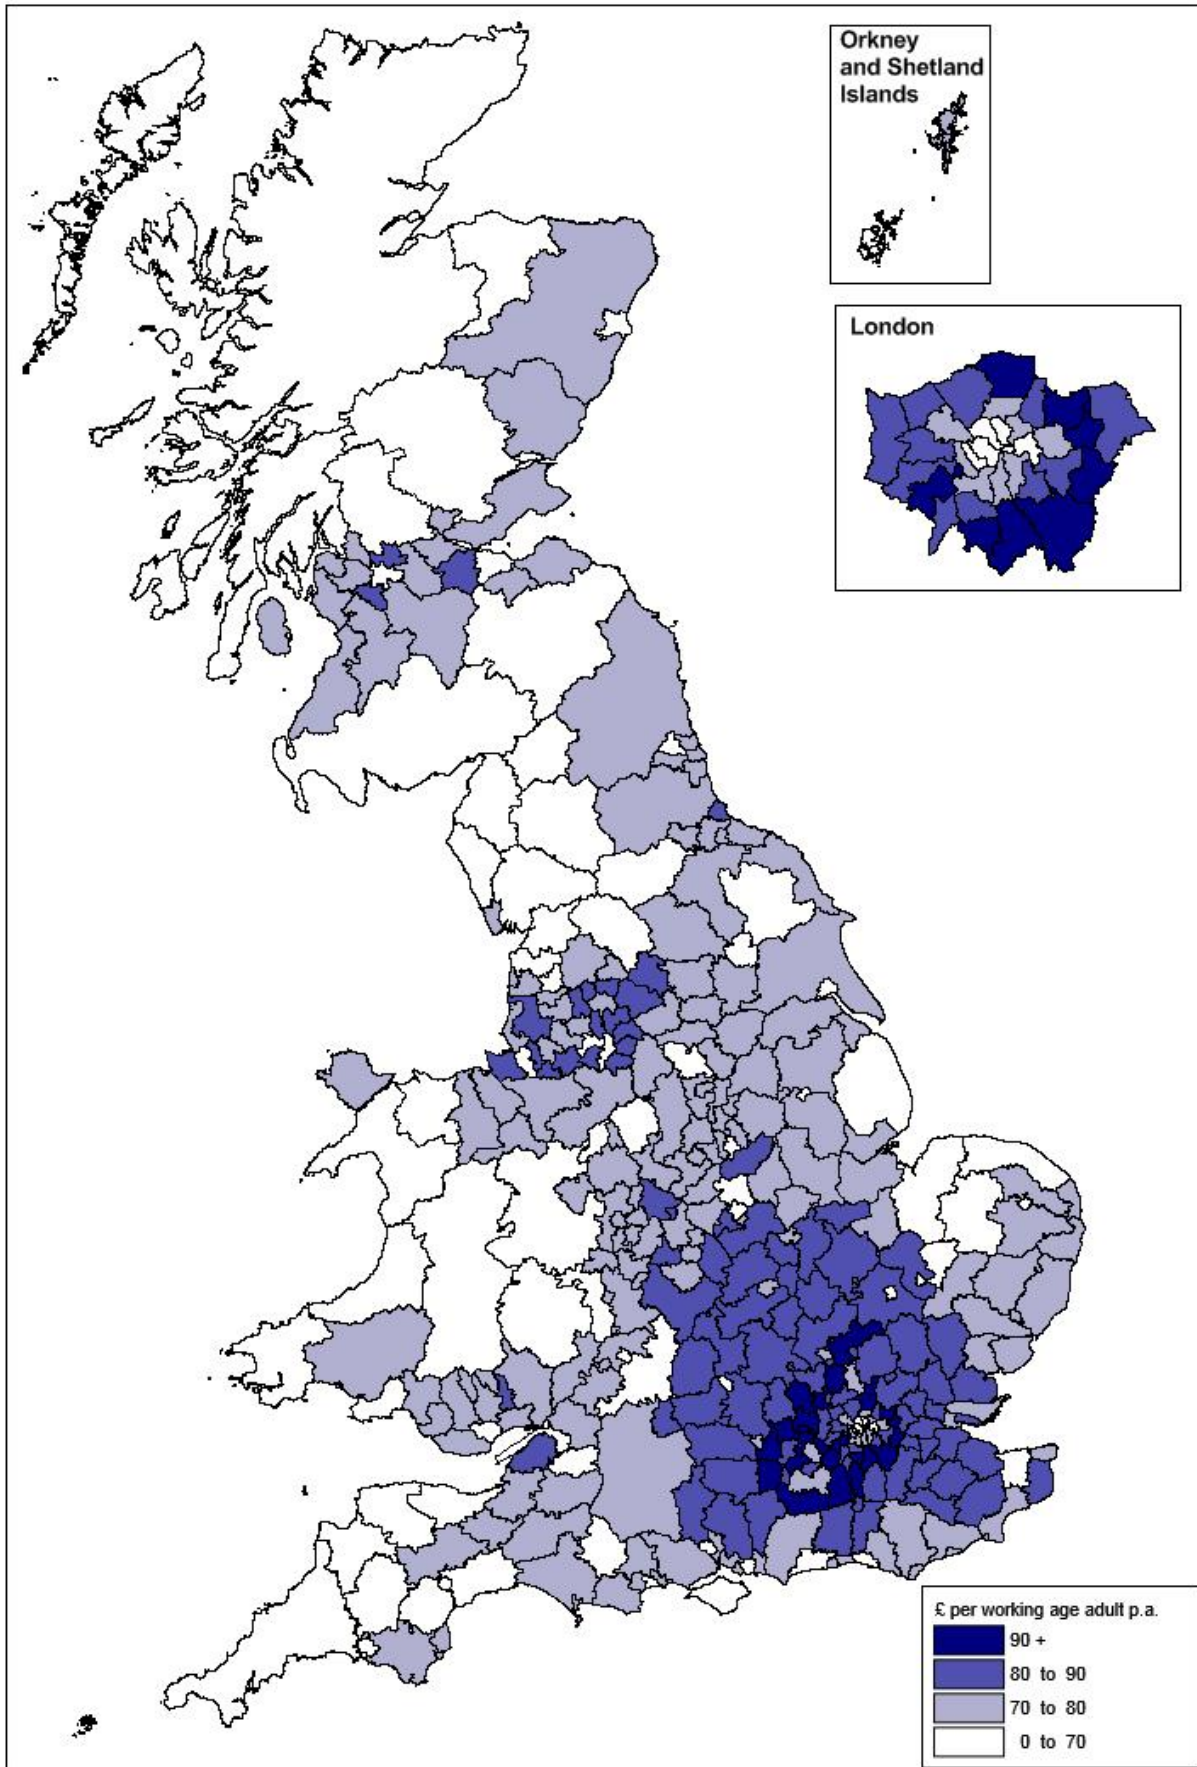 Orkney
and Shetland
Islands
London
£ per working age adult p.a.
90 +
80 to 90
70 to 80
0 to 70